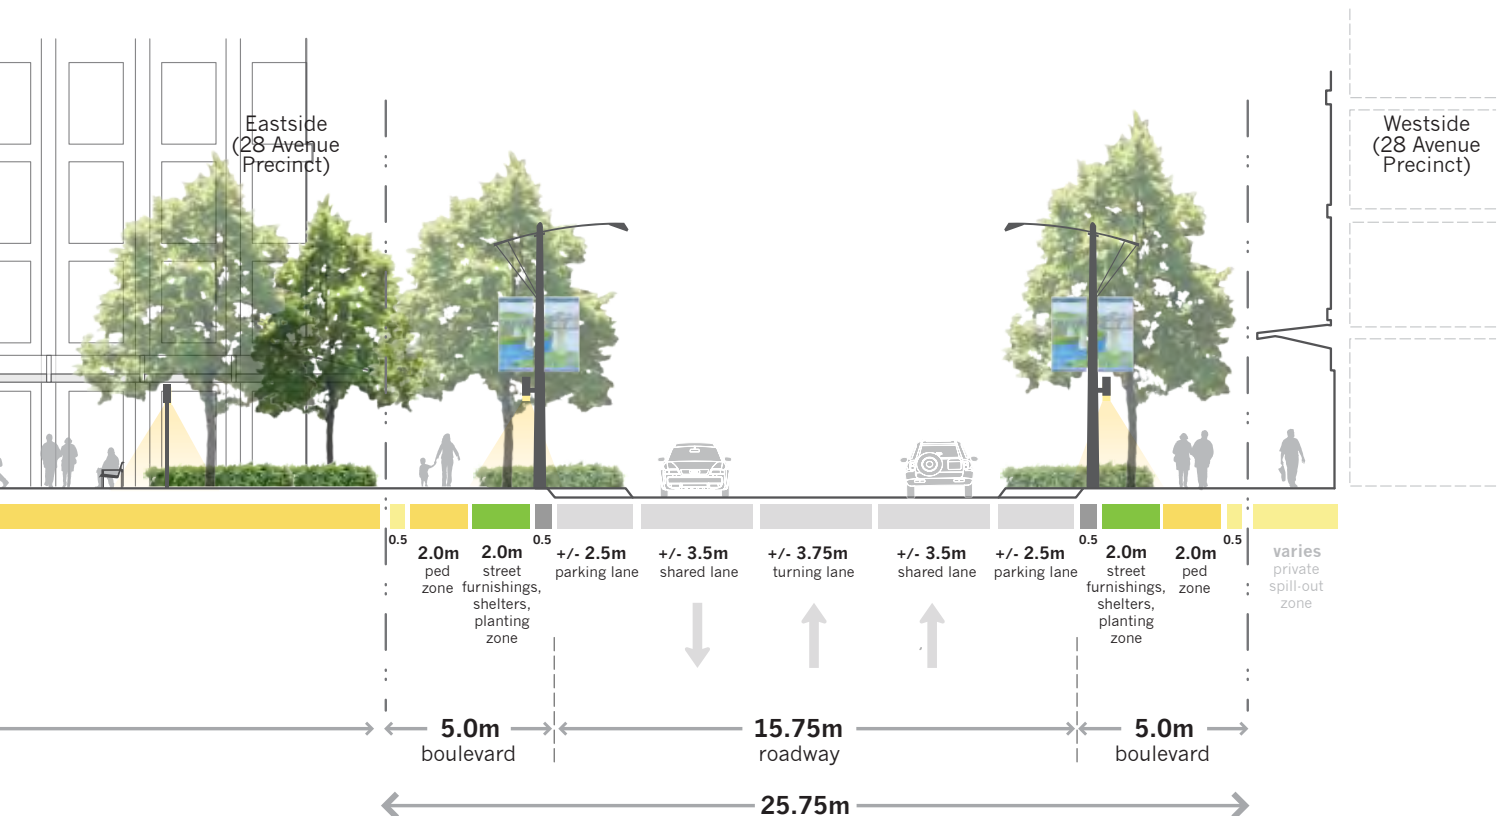 Eastside
(28 Avenue
Precinct)
Westside
(28 Avenue
Precinct)
0.5
2.0m
ped
zone
2.0m
street
furnishings,
shelters,
planting
zone
0.5
+/- 2.5m
parking lane
+/- 3.5m
shared lane
+/- 3.75m
turning lane
+/- 3.5m
shared lane
+/- 2.5m
parking lane
0.5
2.0m
street
furnishings,
shelters,
planting
zone
2.0m
ped
zone
0.5
varies
private
spill-out
zone
5.0m
boulevard
15.75m
roadway
5.0m
boulevard
25.75m